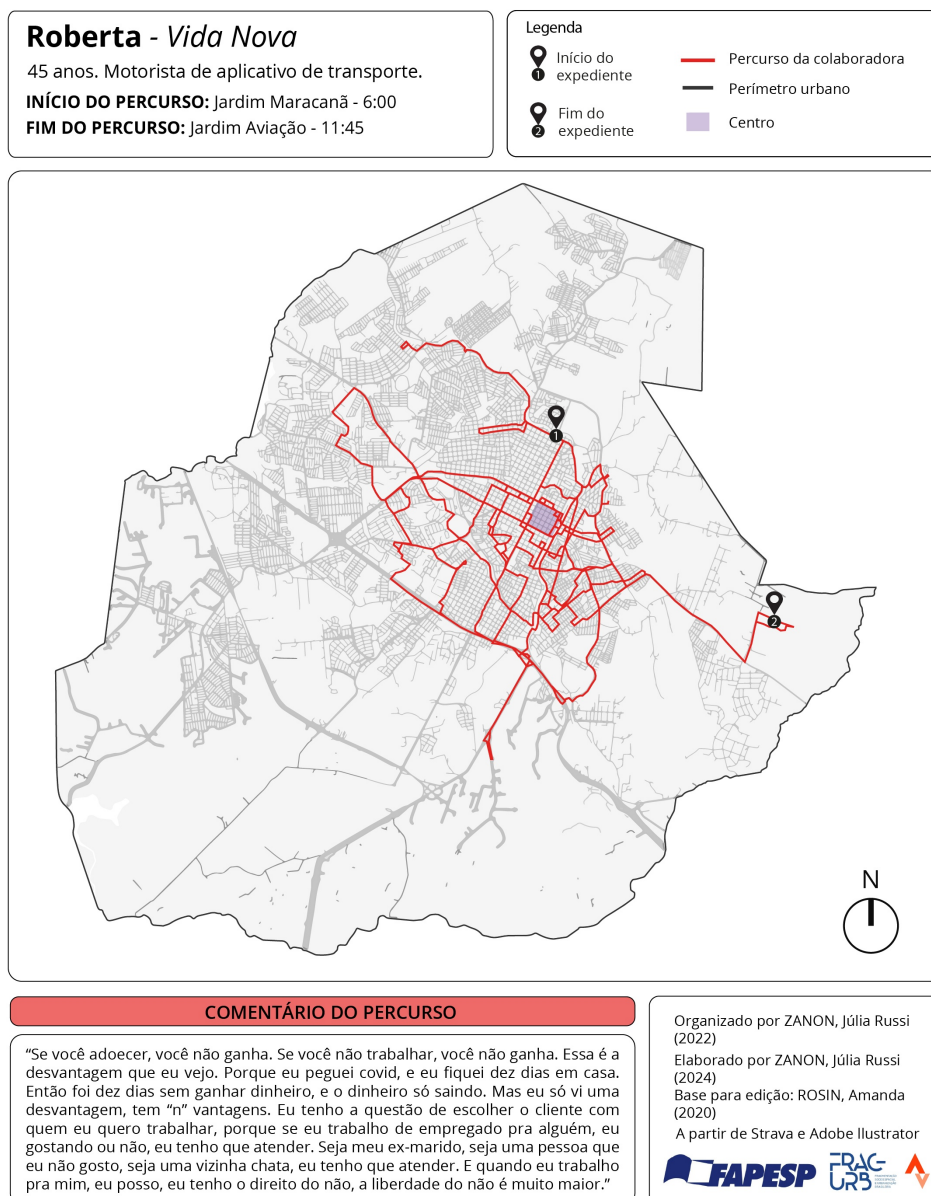 Roberta - Vida Nova
45 anos. Motorista de aplicativo de transporte.
INÍCIO DO PERCURSO: Jardim Maracanã - 6:00
FIM DO PERCURSO: Jardim Aviação - 11:45
Legenda
1
Início do
expediente
2
Fim do
expediente
Percurso da colaboradora
Perímetro urbano
Centro
1
2
N
COMENTÁRIO DO PERCURSO
“Se você adoecer, você não ganha. Se você não trabalhar, você não ganha. Essa é a
desvantagem que eu vejo. Porque eu peguei covid, e eu fiquei dez dias em casa.
Então foi dez dias sem ganhar dinheiro, e o dinheiro só saindo. Mas eu só vi uma
desvantagem, tem “n” vantagens. Eu tenho a questão de escolher o cliente com
quem eu quero trabalhar, porque se eu trabalho de empregado pra alguém, eu
gostando ou não, eu tenho que atender. Seja meu ex-marido, seja uma pessoa que
eu não gosto, seja uma vizinha chata, eu tenho que atender. E quando eu trabalho
pra mim, eu posso, eu tenho o direito do não, a liberdade do não é muito maior.”
Organizado por ZANON, Júlia Russi
(2022)
Elaborado por ZANON, Júlia Russi
(2024)
Base para edição: ROSIN, Amanda
(2020)
A partir de Strava e Adobe Ilustrator
FAPESP
FRAG-
URB